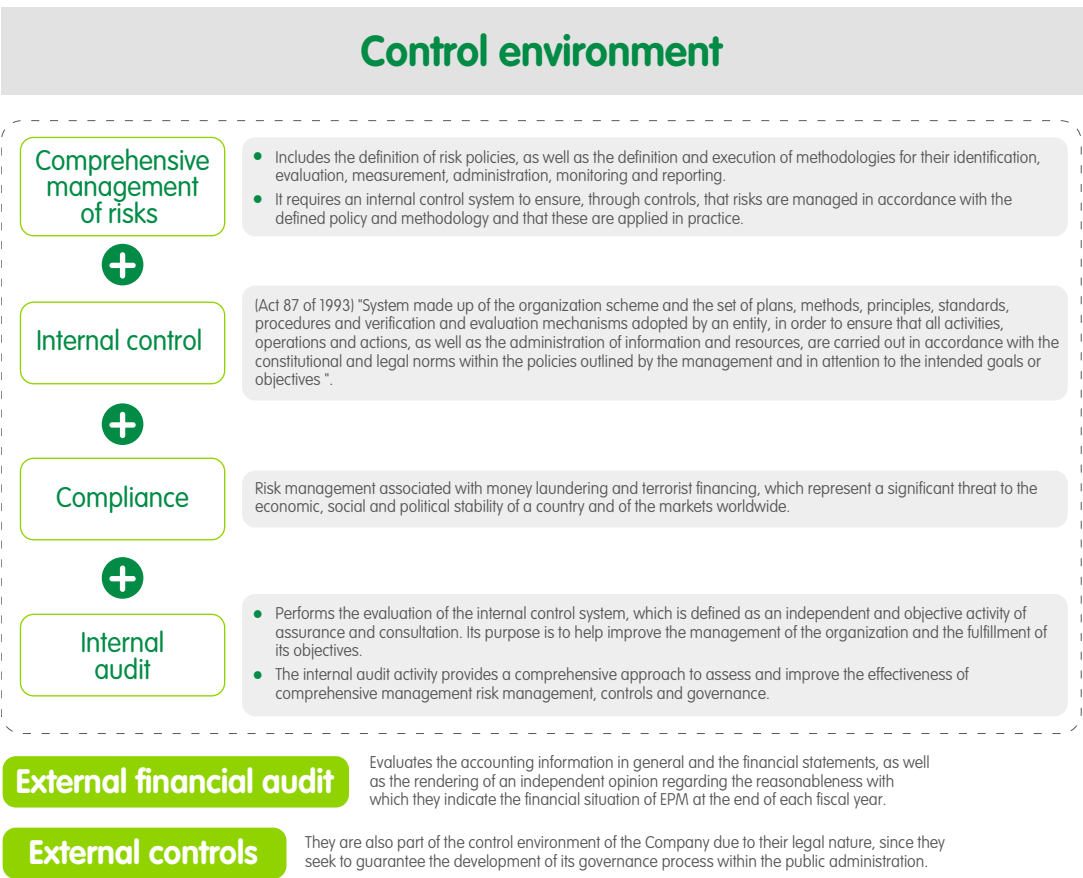 Control environment
Comprehensive
management
of risks
• Includes the definition of risk policies, as well as the definition and execution of methodologies for their identification,
evaluation, measurement, administration, monitoring and reporting.
• It requires an internal control system to ensure, through controls, that risks are managed in accordance with the
defined policy and methodology and that these are applied in practice.
Internal control
(Act 87 of 1993) "System made up of the organization scheme and the set of plans, methods, principles, standards,
procedures and verification and evaluation mechanisms adopted by an entity, in order to ensure that all activities,
operations and actions, as well as the administration of information and resources, are carried out in accordance with the
constitutional and legal norms within the policies outlined by the management and in attention to the intended goals or
objectives ".
Compliance
Risk management associated with money laundering and terrorist financing, which represent a significant threat to the
economic, social and political stability of a country and of the markets worldwide.
Internal
audit
• Performs the evaluation of the internal control system, which is defined as an independent and objective activity of
assurance and consultation. Its purpose is to help improve the management of the organization and the fulfillment of
its objectives.
• The internal audit activity provides a comprehensive approach to assess and improve the effectiveness of
comprehensive management risk management, controls and governance.
External financial audit
Evaluates the accounting information in general and the financial statements, as well
as the rendering of an independent opinion regarding the reasonableness with
which they indicate the financial situation of EPM at the end of each fiscal year.
External controls
They are also part of the control environment of the Company due to their legal nature, since they
seek to guarantee the development of its governance process within the public administration.